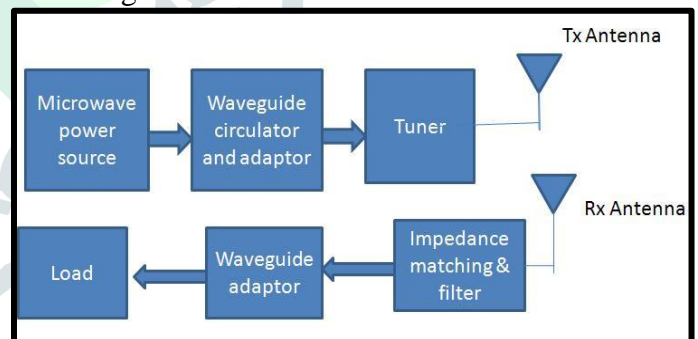 Tx Antenna
Microwave
power
source
Waveguide
circulator
and adaptor
Tuner
Rx Antenna
Load
Waveguide
adaptor
Impedance
matching &
filter